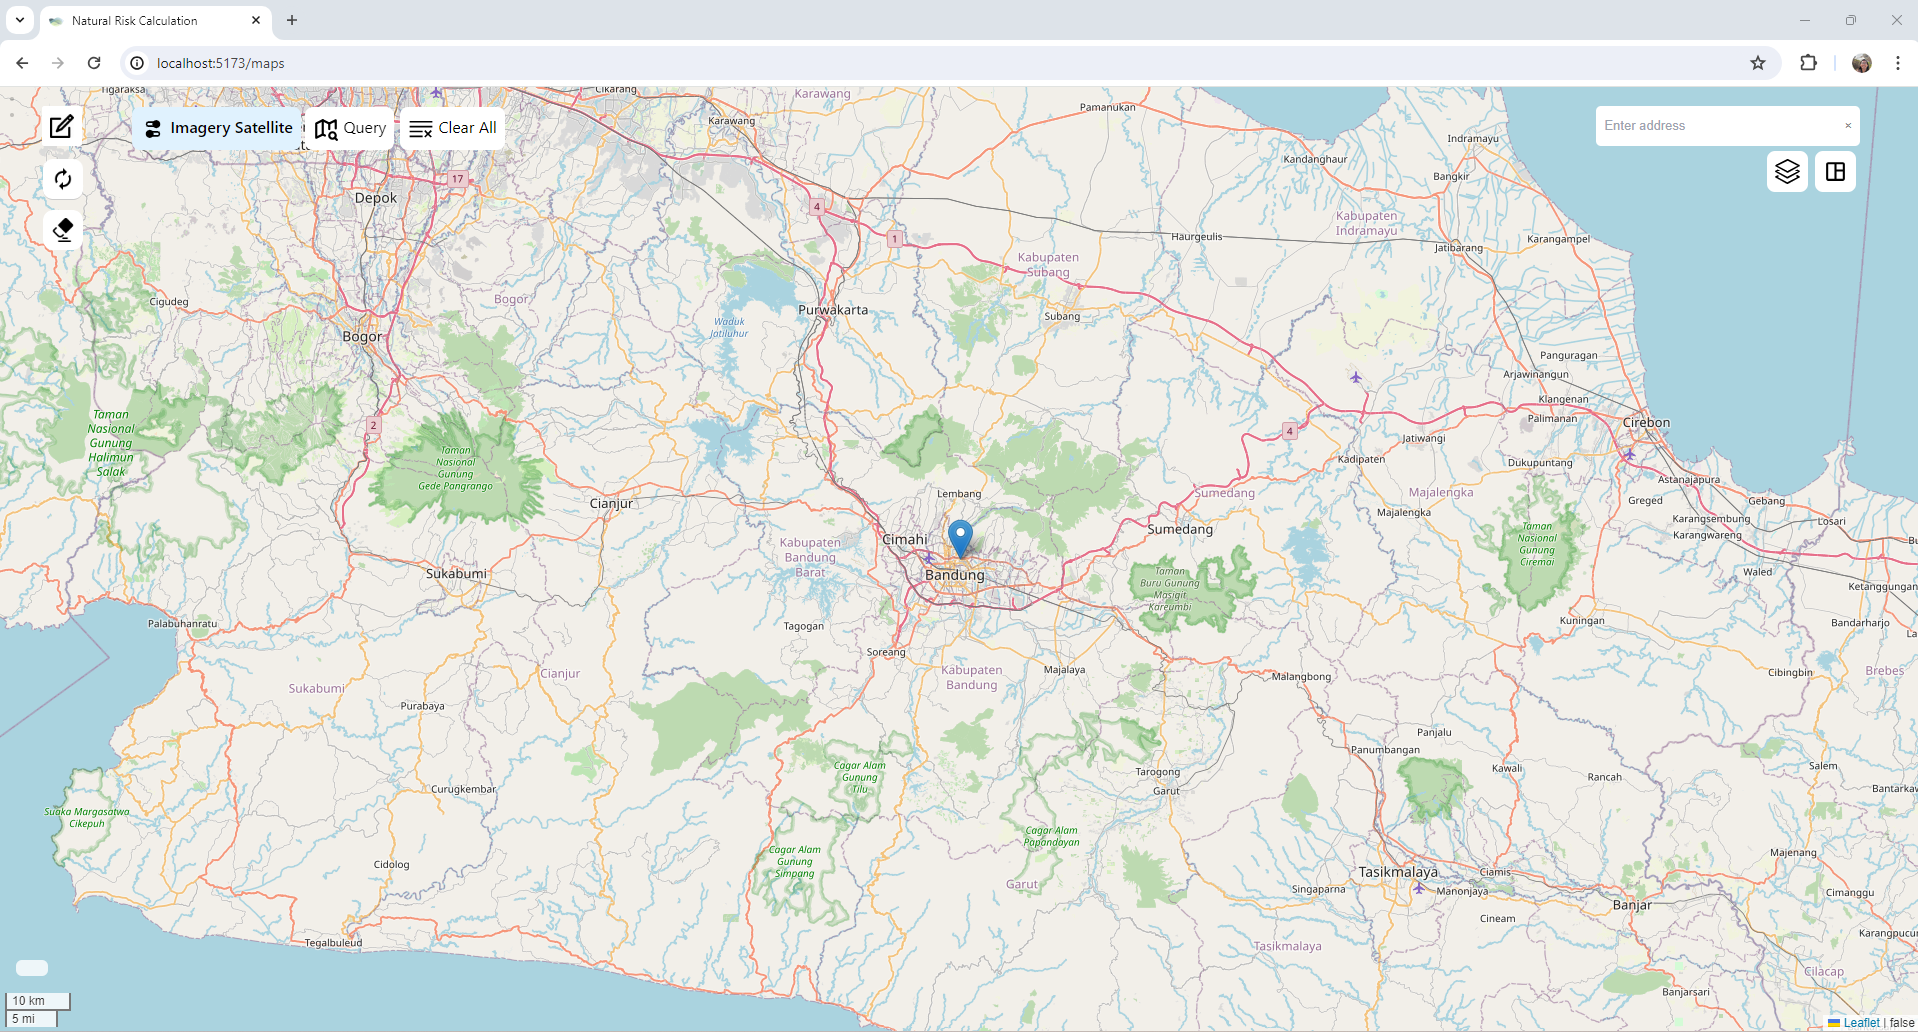 Natural Risk Calculation
localhost:5173/maps
Imagery Satellite
Query
Clear All
Enter address
Tigaraksa
Cikarang
Karawang
Karawang
Pamanukan
Indramayu
Kandanghaur
Bangkir
17
Depok
4
1
Kabupaten
Indramayu
Haurgeulis
Jatibarang
Karangampel
Kabupaten
Subang
Cigudeg
Bogor
Purwakarta
Subang
Waduk
Jatiluhur
Bogor
Panguragan
Arjawinangun
Klangenan
Palimanan
Cirebon
Taman
Nasional
Gunung
Halimun
Salak
2
Taman
Nasional
Gunung
Gede Pangrango
4
Jatiwangi
Kadipaten
Dukupuntang
Astanajapura
Lembang
Sumedang
Majalengka
Greged
Gebang
Cianjur
Majalengka
Karangsembung
Losari
Karangwareng
Sumedang
Cimahi
Kabupaten
Bandung
Barat
Taman
Nasional
Gunung
Ciremai
Waled
Sukabumi
Bandung
Taman
Buru Gunung
Masigit
Kareumbi
Ketanggungan
Palabuhanratu
Tagogan
Kuningan
Bandarharjo
Soreang
Kabupaten
Bandung
Majalaya
Malangbong
Cibingbin
Brebes
Cianjur
Sukabumi
Purabaya
Panjalu
Panumbangan
Kawali
Rancah
Salem
Cagar Alam
Gunung
Tilu
Tarogong
Garut
Curugkembar
Bantarka
Suaka Margasatwa
Cikepuh
Cagar Alam
Papandayan
Cagar Alam
Gunung
Simpang
Cidolog
Majenang
Tasikmalaya
Ciamis
Garut
Singaparna
Manonjaya
Cimanggu
Banjar
Cineam
Karangpucu
Tegalbuleud
Tasikmalaya
Cilacap
Banjarsari
10 km
5 mi
Leaflet | false